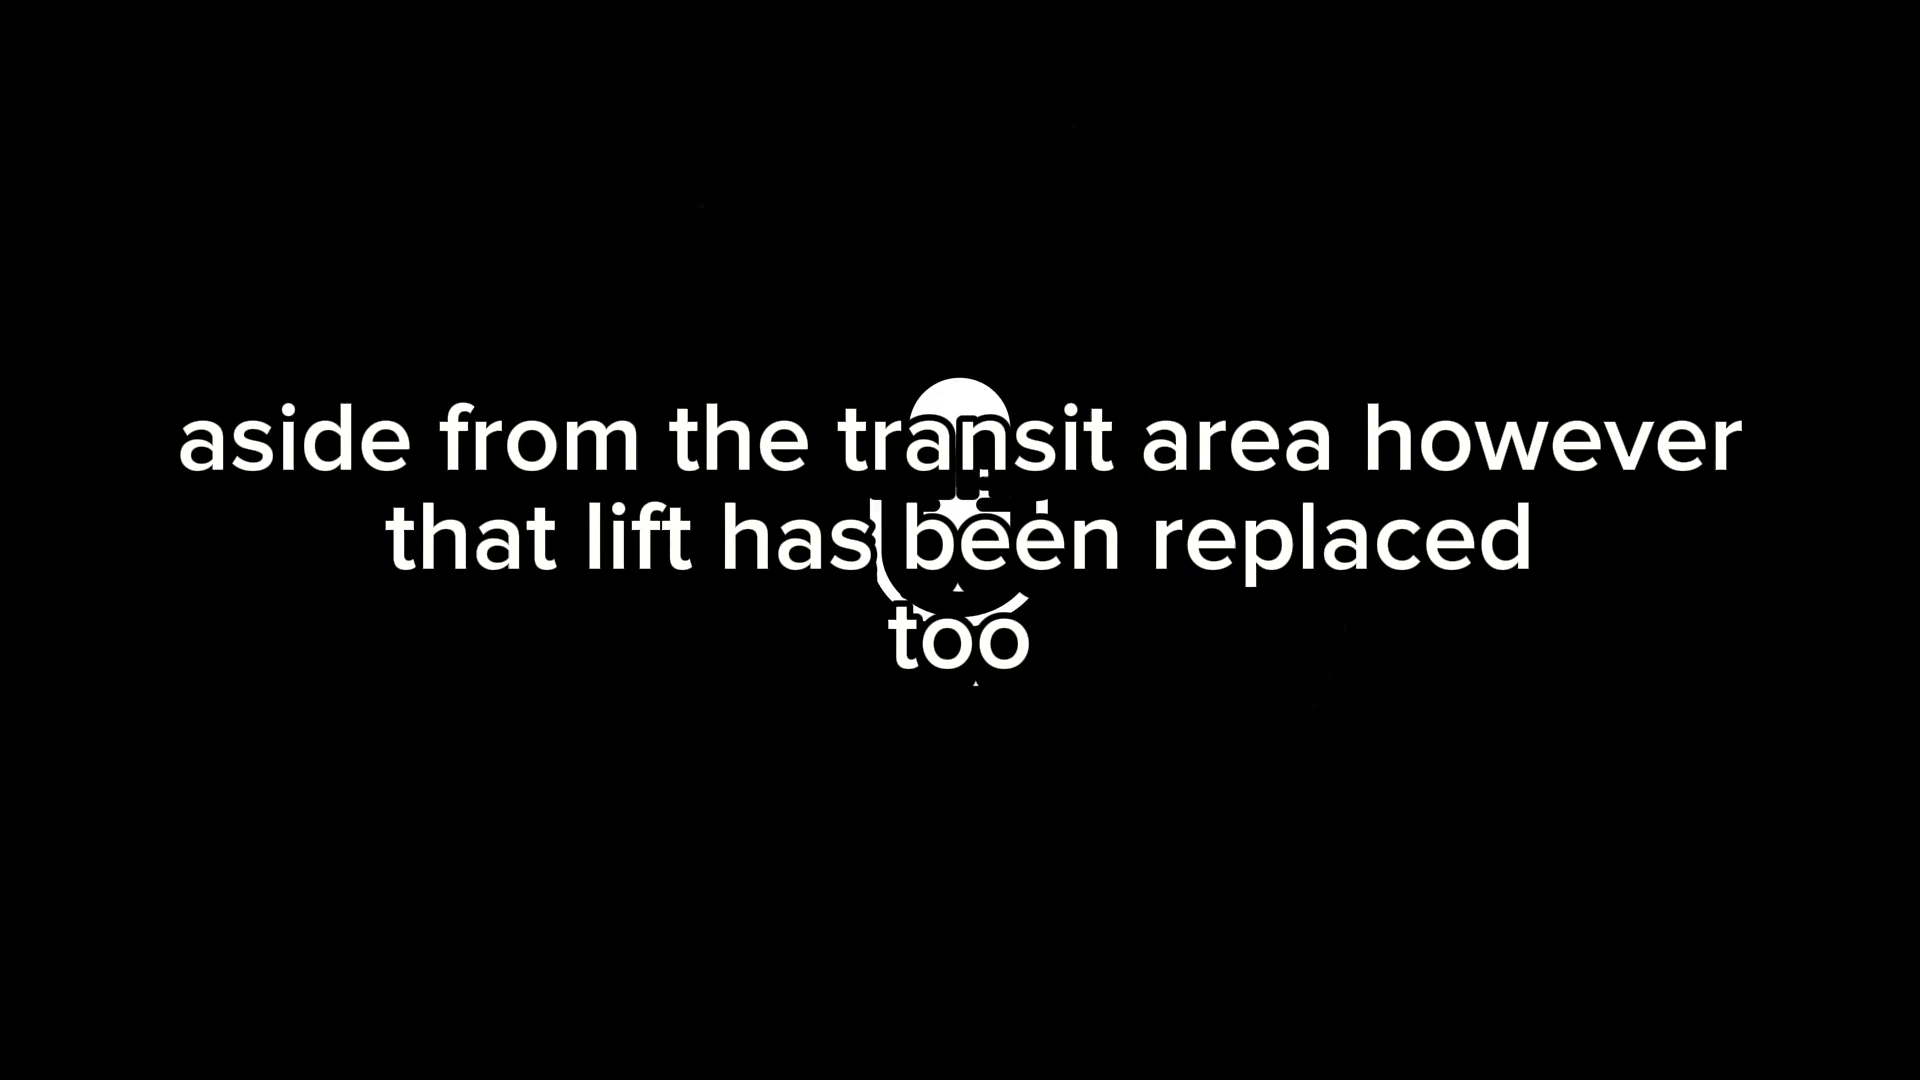 aside from the transit area however
that lift has been replaced
too